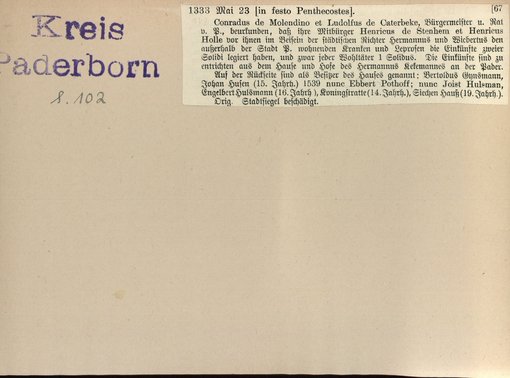 Kreis
Paderborn
S. 102
1333 Mai 23 [in festo Penthecostes]. [67
Conradus de Molendino et Ludolfus de Caterbeke, Bürgermeister u. Rat
v. P., beurkunden, daß ihre Mitbürger Henricus de Stenhem et Henricus
Holle vor ihnen im Beisein der städtischen Richter Hermannus und Wicbertus den
außerhalb der Stadt P. wohnenden Kranken und Leprosen die Einkünfte zweier
Solidi legiert haben, und zwar jeder Wohltäter 1 Solidus. Die Einkünfte sind zu
entrichten aus dem Hause und Hofe des Hermannus Kekemannes an der Pader.
Auf der Rückseite sind als Besitzer des Hauses genannt: Bertoldus
Johan Husen (15. Jahrh.) 1539 nunc Ebbert Pothoff; nunc Joist Hulsman,
Engelbert Hulsmann (16. Jahrh), Koningstratte (14. Jahrh.), Siechen Hauß (19. Jahrh.).
Orig. Stadtsiegel beschädigt.